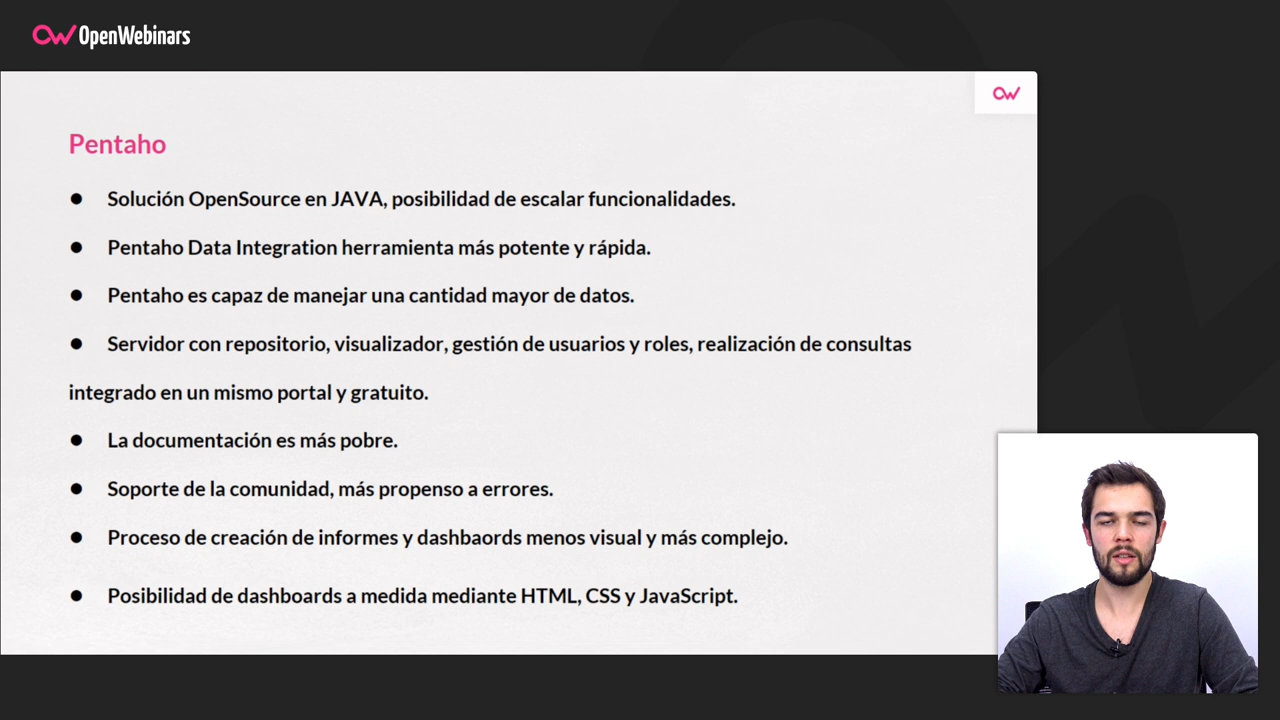 OpenWebinars
Pentaho
● Solución OpenSource en JAVA, posibilidad de escalar funcionalidades.
● Pentaho Data Integration herramienta más potente y rápida.
● Pentaho es capaz de manejar una cantidad mayor de datos.
● Servidor con repositorio, visualizador, gestión de usuarios y roles, realización de consultas
integrado en un mismo portal y gratuito.
● La documentación es más pobre.
● Soporte de la comunidad, más propenso a errores.
● Proceso de creación de informes y dashbaords menos visual y más complejo.
● Posibilidad de dashboards a medida mediante HTML, CSS y JavaScript.